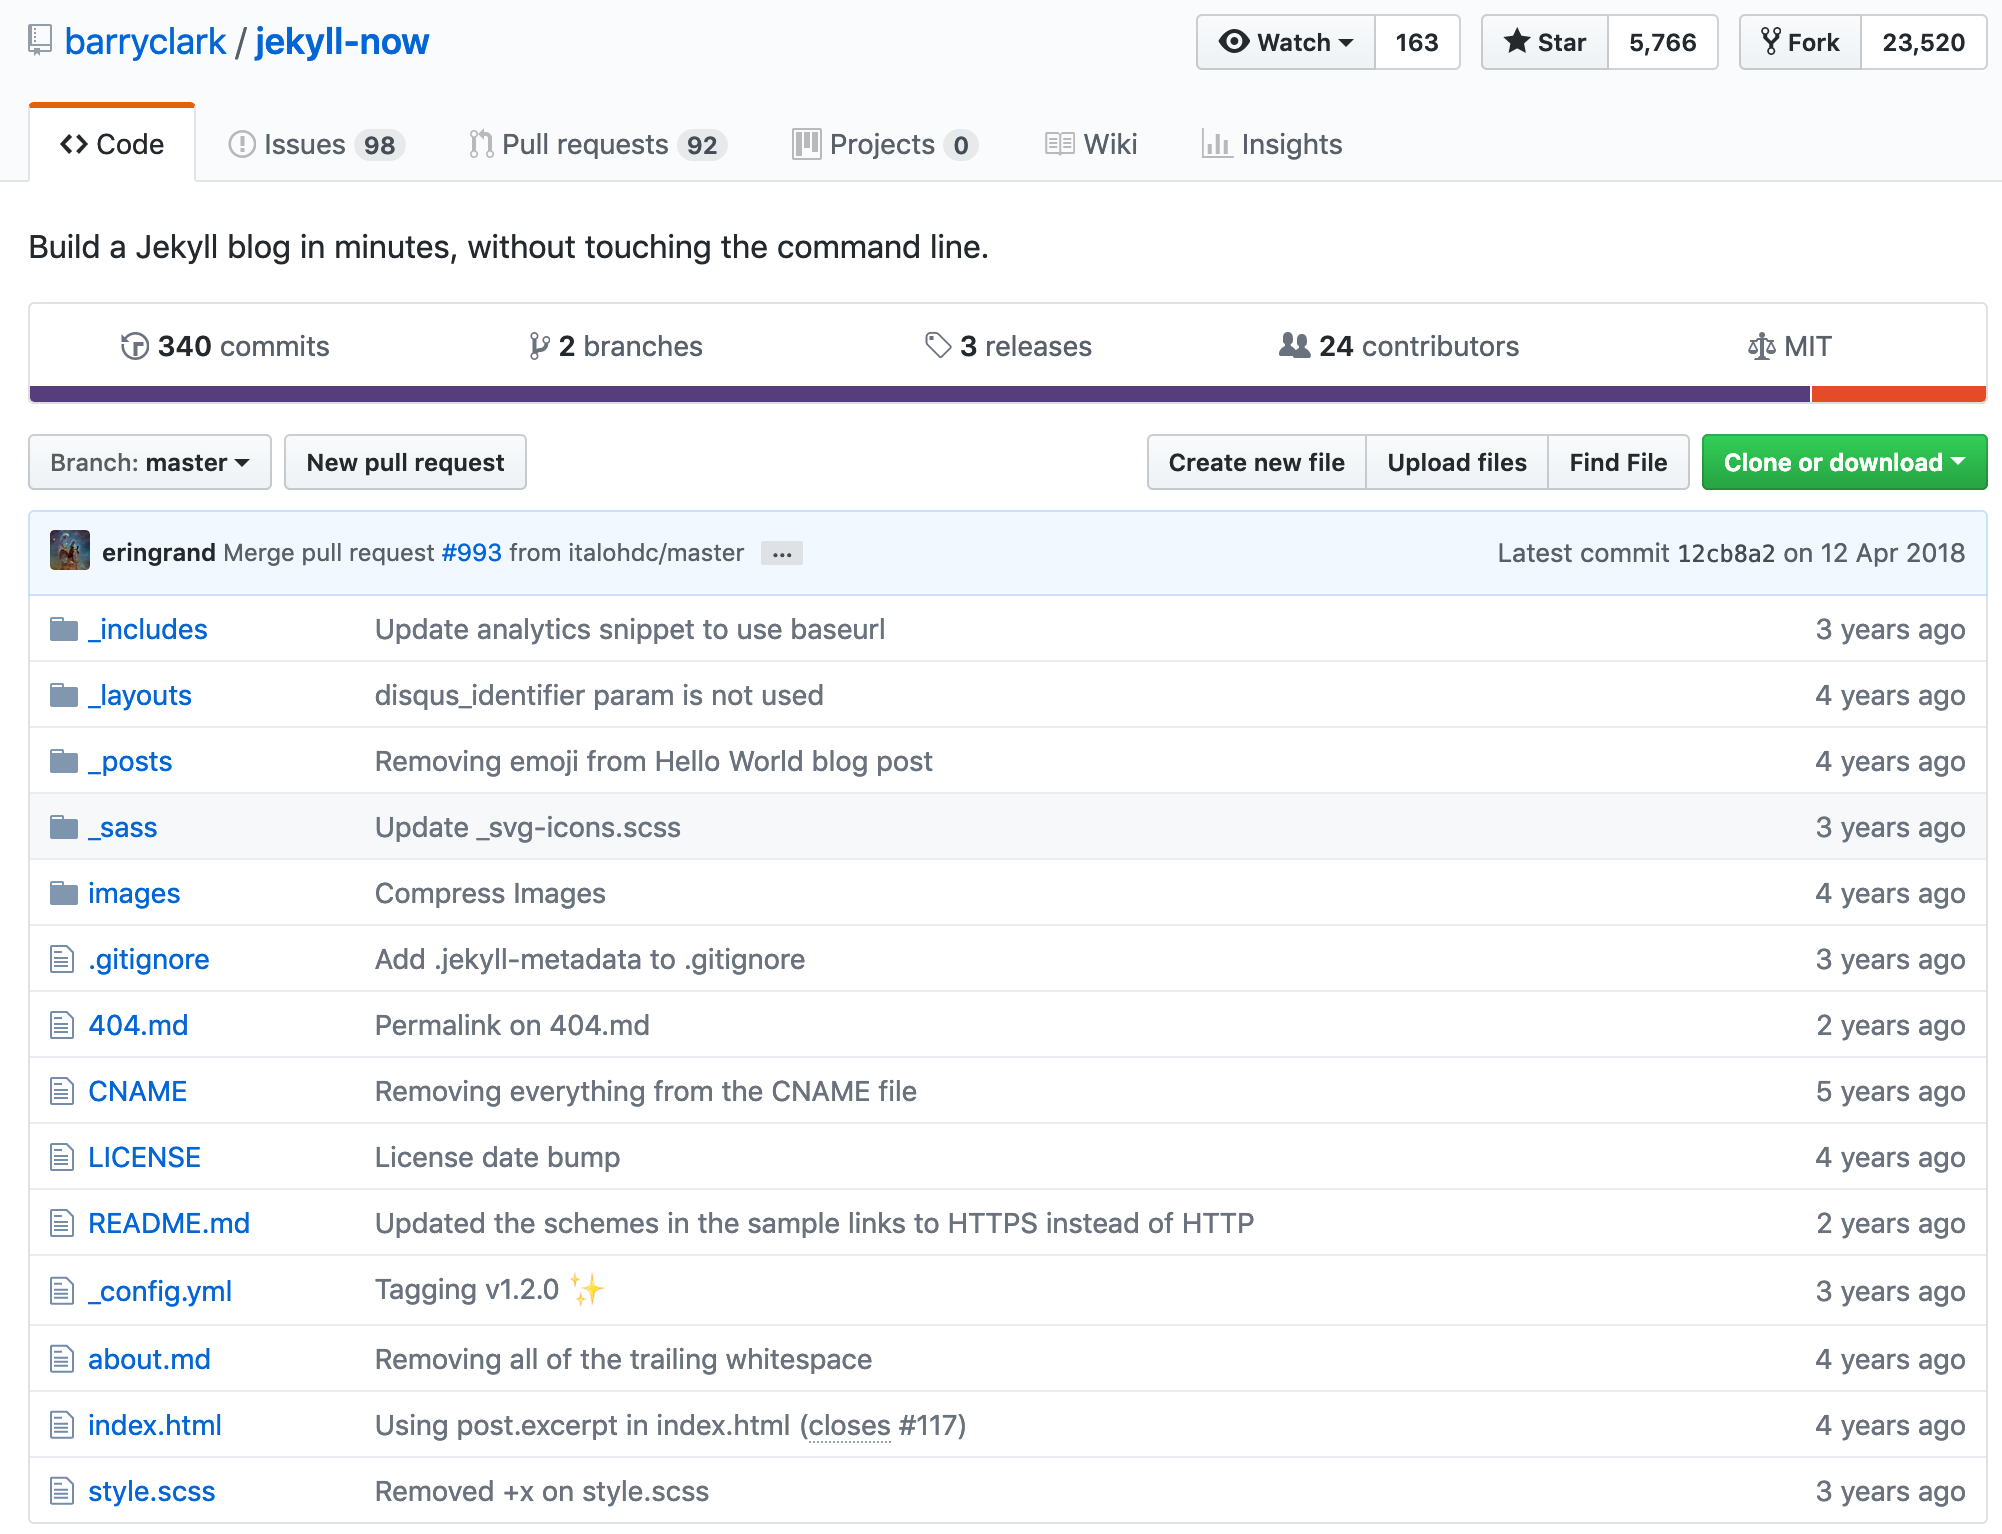 barryclark / jekyll-now Watch 163 Star 5,766 Fork 23,520
Code Issues 98 Pull requests 92 Projects 0 Wiki Insights
Build a Jekyll blog in minutes, without touching the command line.
340 commits 2 branches 3 releases 24 contributors MIT
Branch: master New pull request Create new file Upload files Find File Clone or download
eringrand Merge pull request #993 from italohdc/master ... Latest commit 12cb8a2 on 12 Apr 2018
_includes Update analytics snippet to use baseurl 3 years ago
_layouts disqus_identifier param is not used 4 years ago
_posts Removing emoji from Hello World blog post 4 years ago
_sass Update _svg-icons.scss 3 years ago
images Compress Images 4 years ago
.gitignore Add .jekyll-metadata to .gitignore 3 years ago
404.md Permalink on 404.md 2 years ago
CNAME Removing everything from the CNAME file 5 years ago
LICENSE License date bump 4 years ago
README.md Updated the schemes in the sample links to HTTPS instead of HTTP 2 years ago
_config.yml Tagging v1.2.0 ✨ 3 years ago
about.md Removing all of the trailing whitespace 4 years ago
index.html Using post.excerpt in index.html (closes #117) 4 years ago
style.scss Removed +x on style.scss 3 years ago